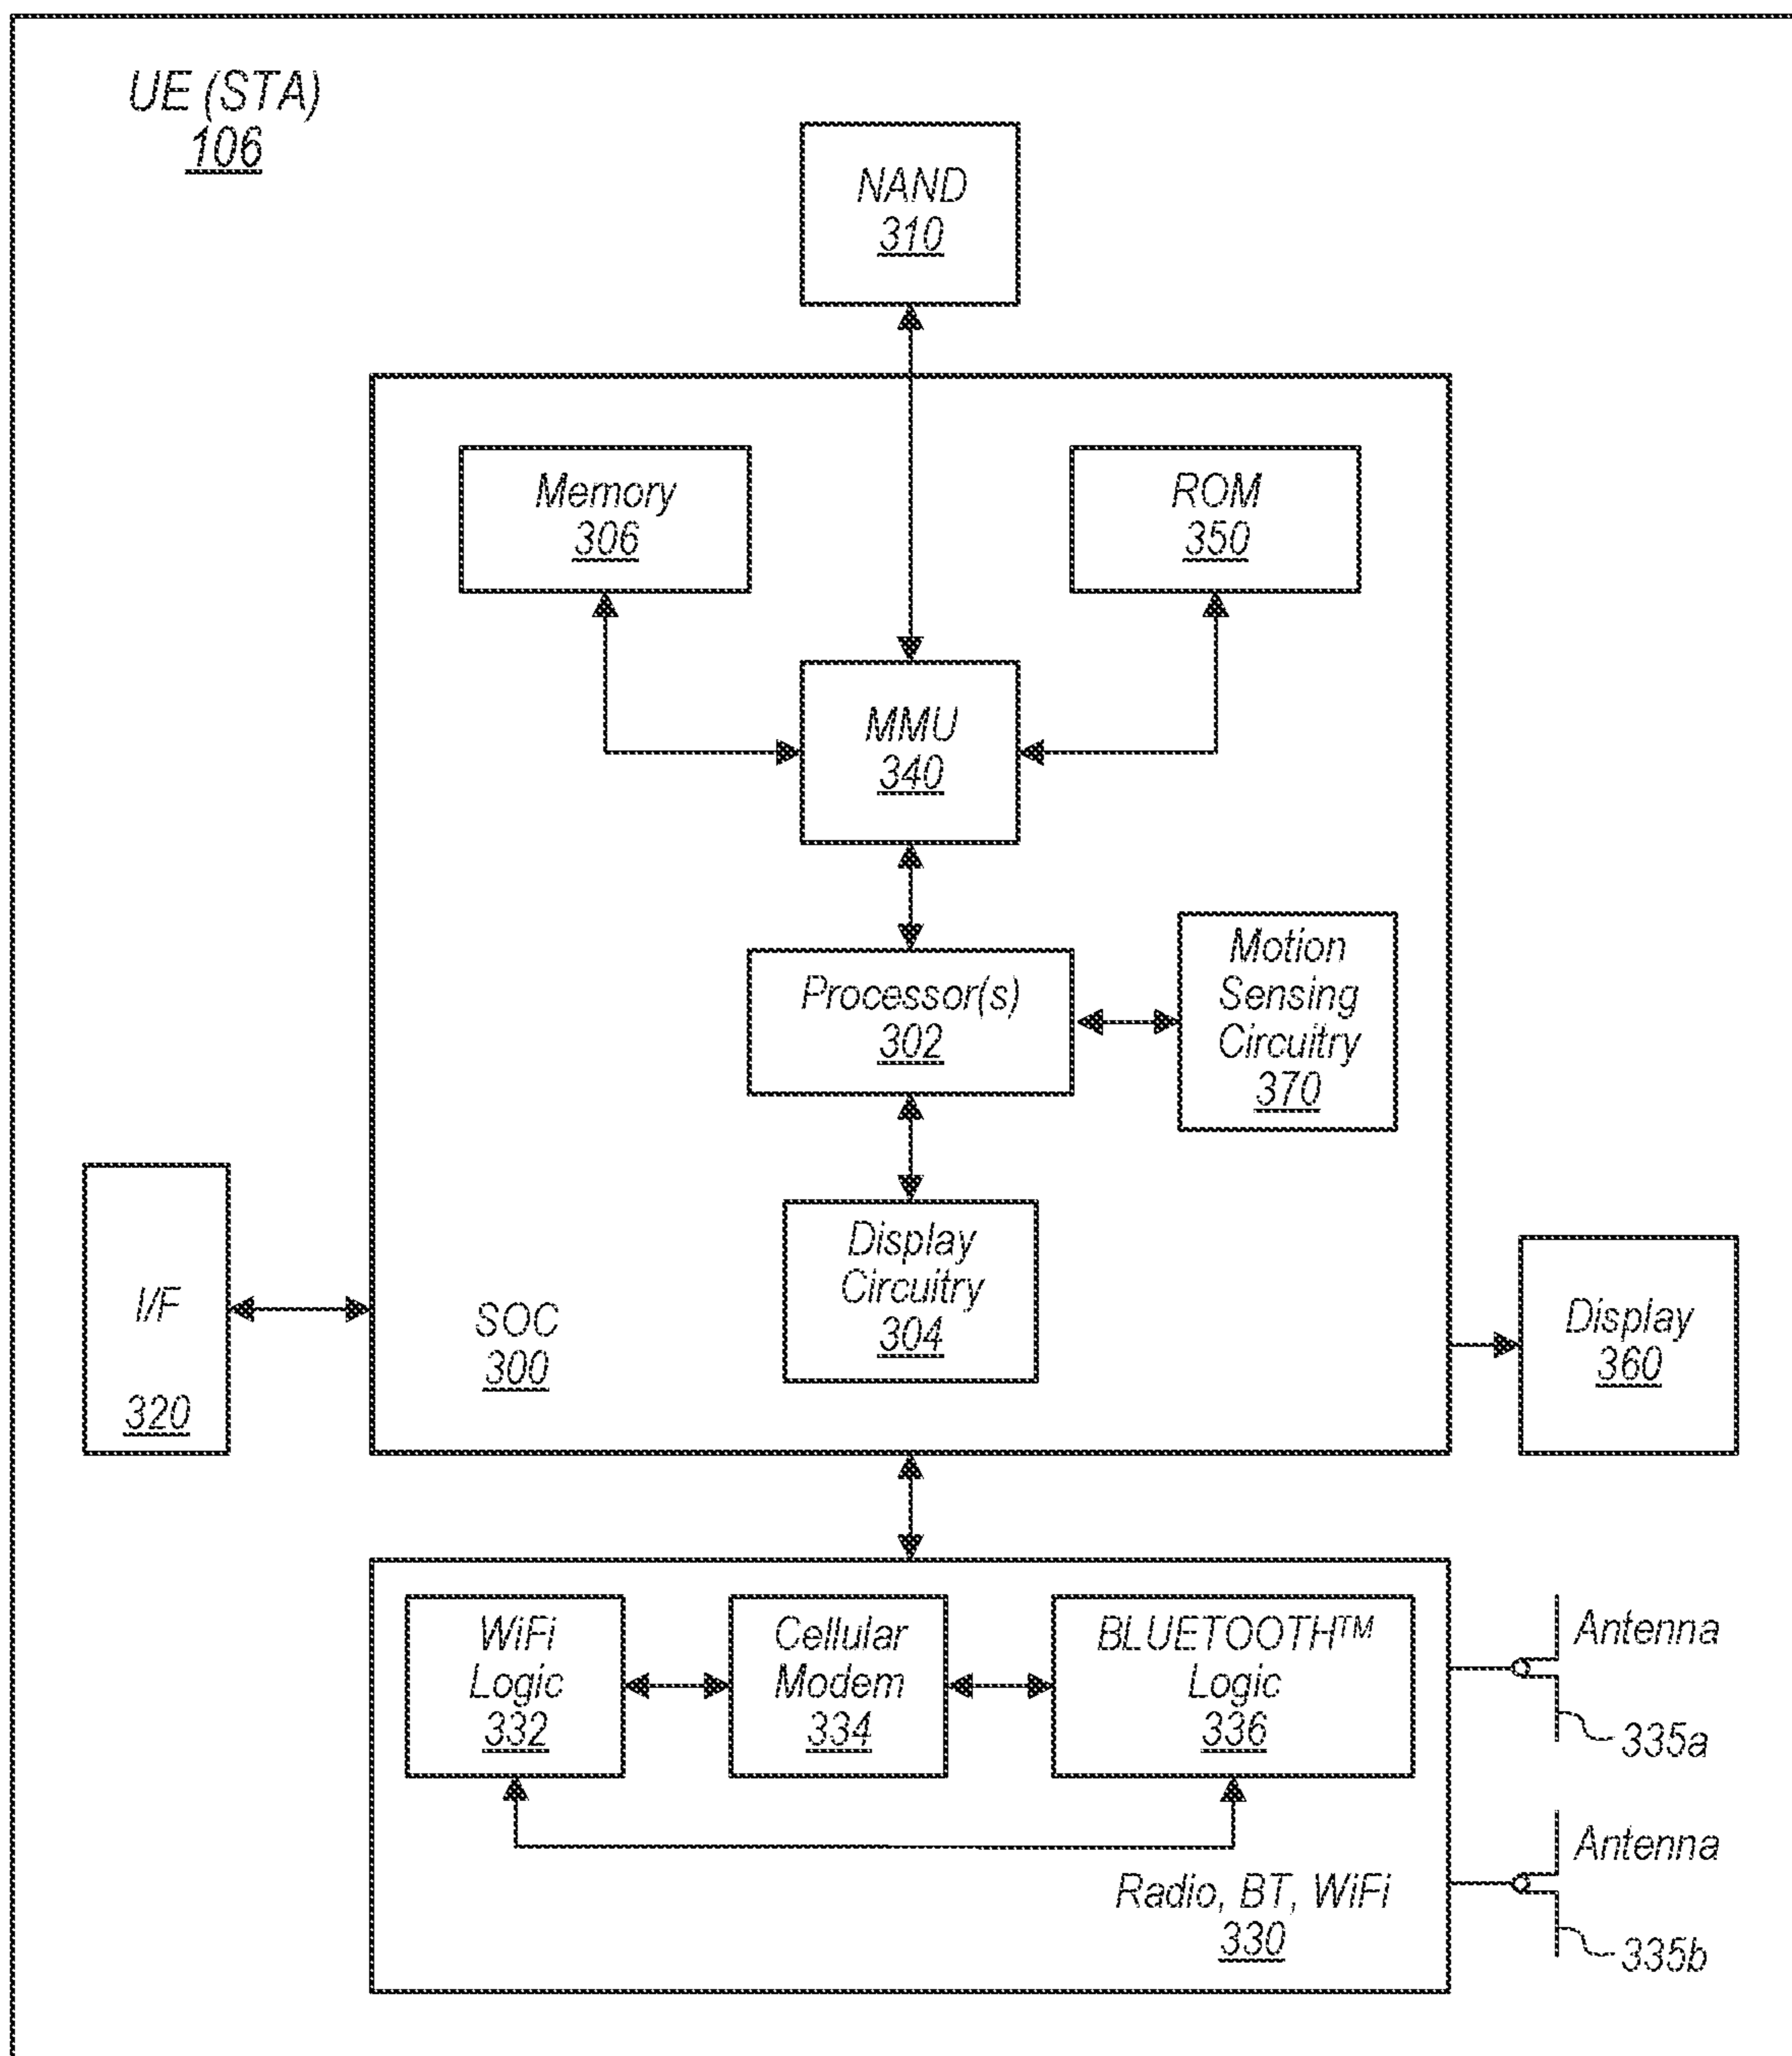 UE (STA)
106
NAND
310
Memory
306
ROM
350
MMU
340
Processor(s)
302
Motion
Sensing
Circuitry
370
Display
Circuitry
304
SOC
300
I/F
320
Display
360
WiFi
Logic
332
Cellular
Modem
334
BLUETOOTH™
Logic
336
Radio, BT, WiFi
330
Antenna
335a
Antenna
335b